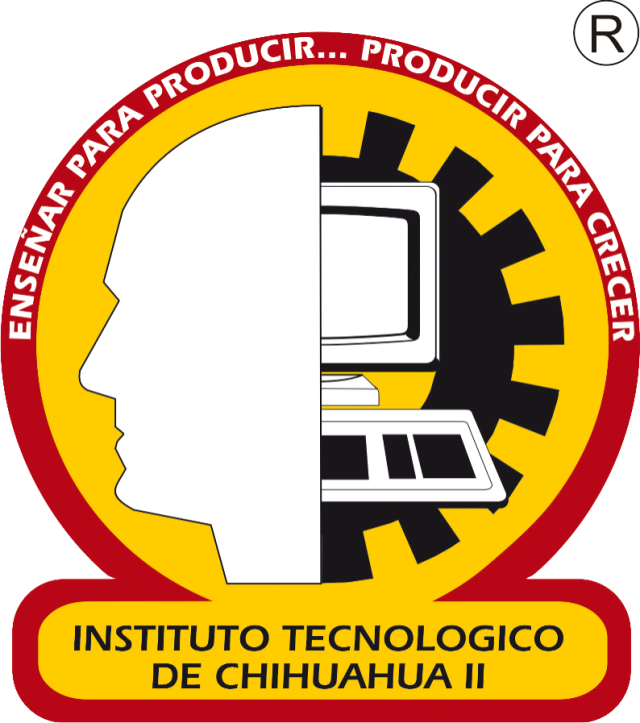 ®
ENSEÑAR PARA PRODUCIR... PRODUCIR PARA CRECER
INSTITUTO TECNOLOGICO
DE CHIHUAHUA II